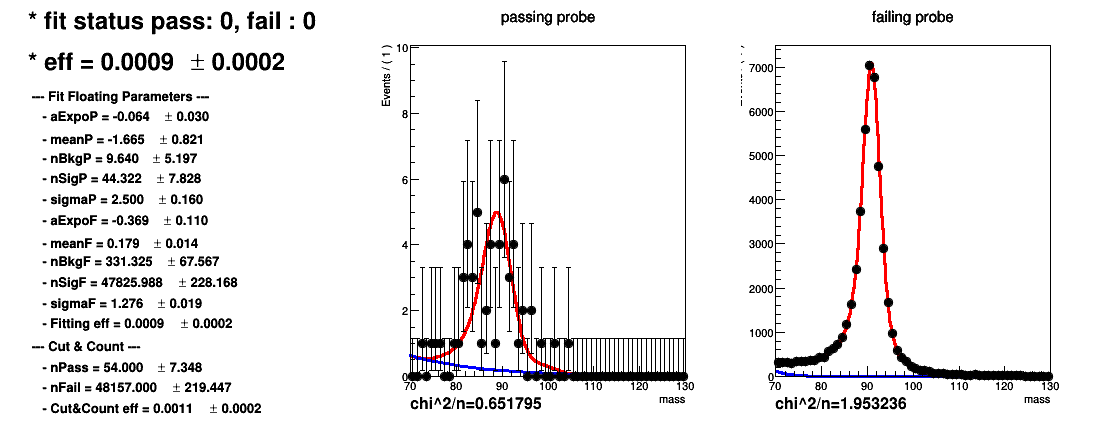 * fit status pass: 0, fail : 0
* eff = 0.0009 ± 0.0002
--- Fit Floating Parameters ---
- aExpoP = -0.064 ± 0.030
- meanP = -1.665 ± 0.821
- nBkgP = 9.640 ± 5.197
- nSigP = 44.322 ± 7.828
- sigmaP = 2.500 ± 0.160
- aExpoF = -0.369 ± 0.110
- meanF = 0.179 ± 0.014
- nBkgF = 331.325 ± 67.567
- nSigF = 47825.988 ± 228.168
- sigmaF = 1.276 ± 0.019
- Fitting eff = 0.0009 ± 0.0002
--- Cut & Count ---
- nPass = 54.000 ± 7.348
- nFail = 48157.000 ± 219.447
- Cut&Count eff = 0.0011 ± 0.0002
passing probe
Events / ( 1 )
10
8
6
4
2
0
70 80 90 100 110 120 130
mass
chi^2/n=0.651795
failing probe
7000
6000
5000
4000
3000
2000
1000
0
70 80 90 100 110 120 130
mass
chi^2/n=1.953236